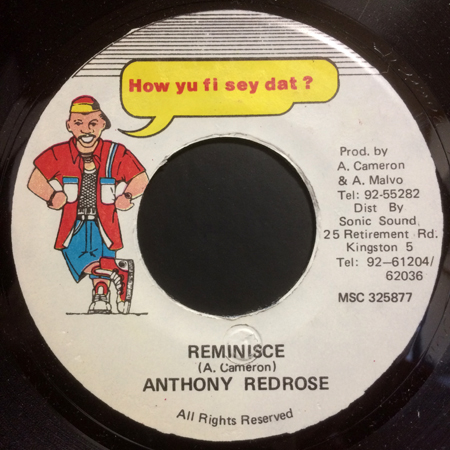 How yu fi sey dat ?
Prod. by
A. Cameron
& A. Malvo
Tel: 92-55282
Dist By
Sonic Sound
25 Retirement Rd.
Kingston 5
Tel: 92-61204/
62036
MSC 325877
REMINISCE
(A. Cameron)
ANTHONY REDROSE
All Rights Reserved